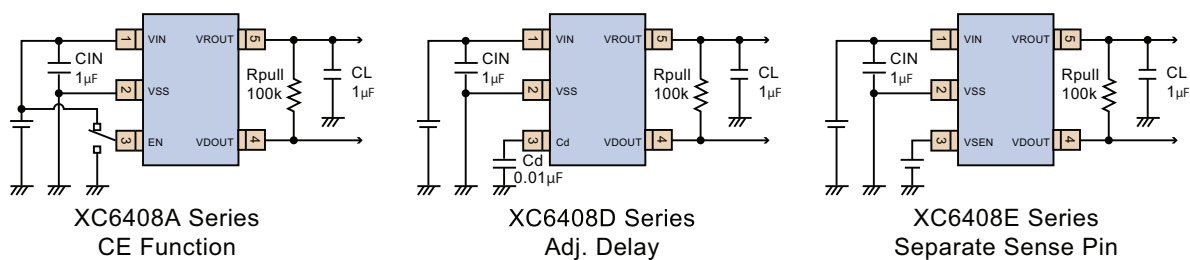 1
VIN
VROUT
5
CIN
1µF
2
VSS
Rpull
100k
CL
1µF
3
EN
VDOUT
4
XC6408A Series
CE Function
1
VIN
VROUT
5
CIN
1µF
2
VSS
Rpull
100k
CL
1µF
3
Cd
VDOUT
4
Cd
0.01µF
XC6408D Series
Adj. Delay
1
VIN
VROUT
5
CIN
1µF
2
VSS
Rpull
100k
CL
1µF
3
VSEN
VDOUT
4
XC6408E Series
Separate Sense Pin